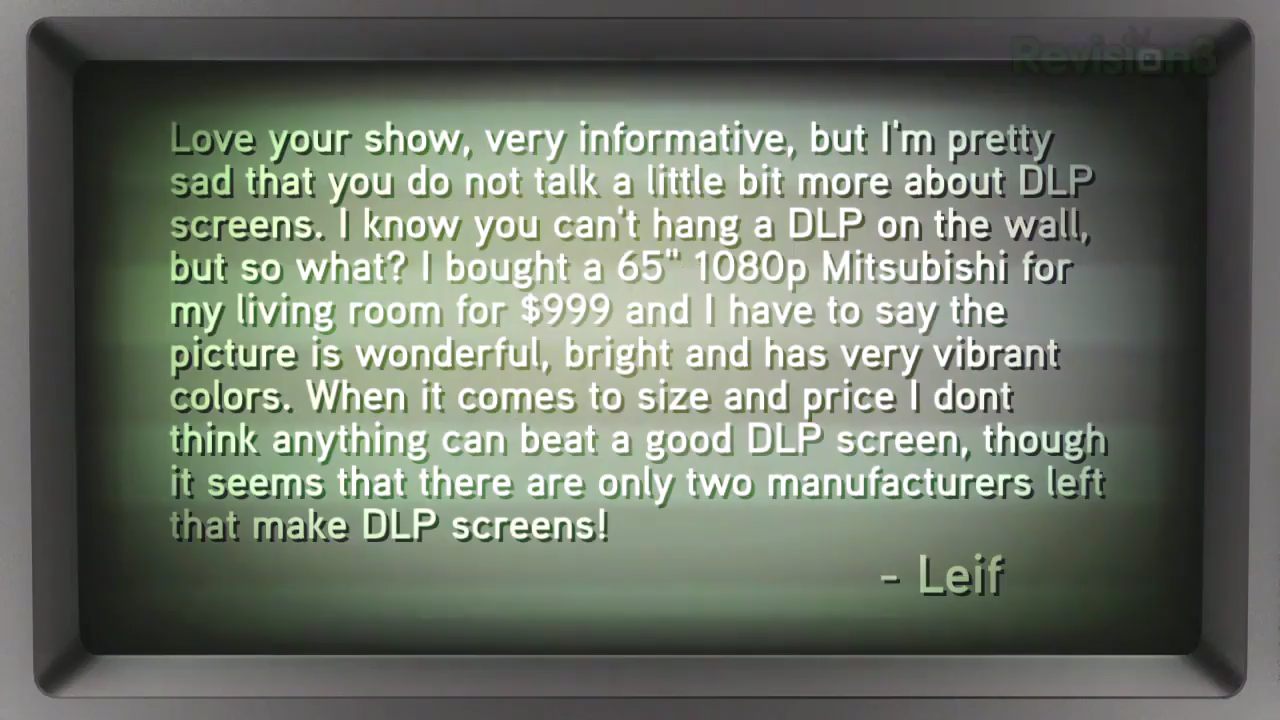 Revision3
Love your show, very informative, but I'm pretty
sad that you do not talk a little bit more about DLP
screens. I know you can't hang a DLP on the wall,
but so what? I bought a 65" 1080p Mitsubishi for
my living room for $999 and I have to say the
picture is wonderful, bright and has very vibrant
colors. When it comes to size and price I dont
think anything can beat a good DLP screen, though
it seems that there are only two manufacturers left
that make DLP screens!
- Leif